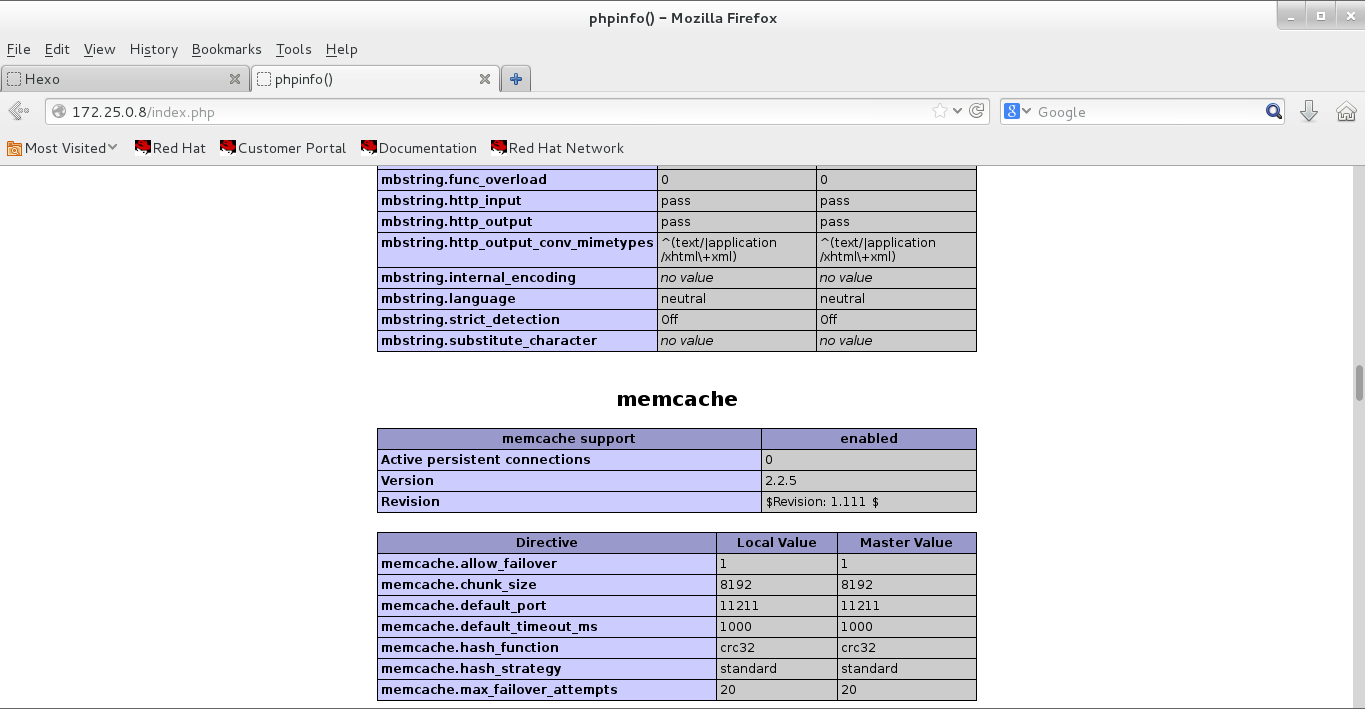 phpinfo() - Mozilla Firefox
File Edit View History Bookmarks Tools Help
Hexo phpinfo()
172.25.0.8/index.php 8 Google
Most Visited Red Hat Customer Portal Documentation Red Hat Network
mbstring.func_overload 0 0
mbstring.http_input pass pass
mbstring.http_output pass pass
mbstring.http_output_conv_mimetypes ^(text/|application ^(text/|application
/xhtml\+xml) /xhtml\+xml)
mbstring.internal_encoding no value no value
mbstring.language neutral neutral
mbstring.strict_detection Off Off
mbstring.substitute_character no value no value
memcache
memcache support enabled
Active persistent connections 0
Version 2.2.5
Revision $Revision: 1.111 $
Directive Local Value Master Value
memcache.allow_failover 1 1
memcache.chunk_size 8192 8192
memcache.default_port 11211 11211
memcache.default_timeout_ms 1000 1000
memcache.hash_function crc32 crc32
memcache.hash_strategy standard standard
memcache.max_failover_attempts 20 20